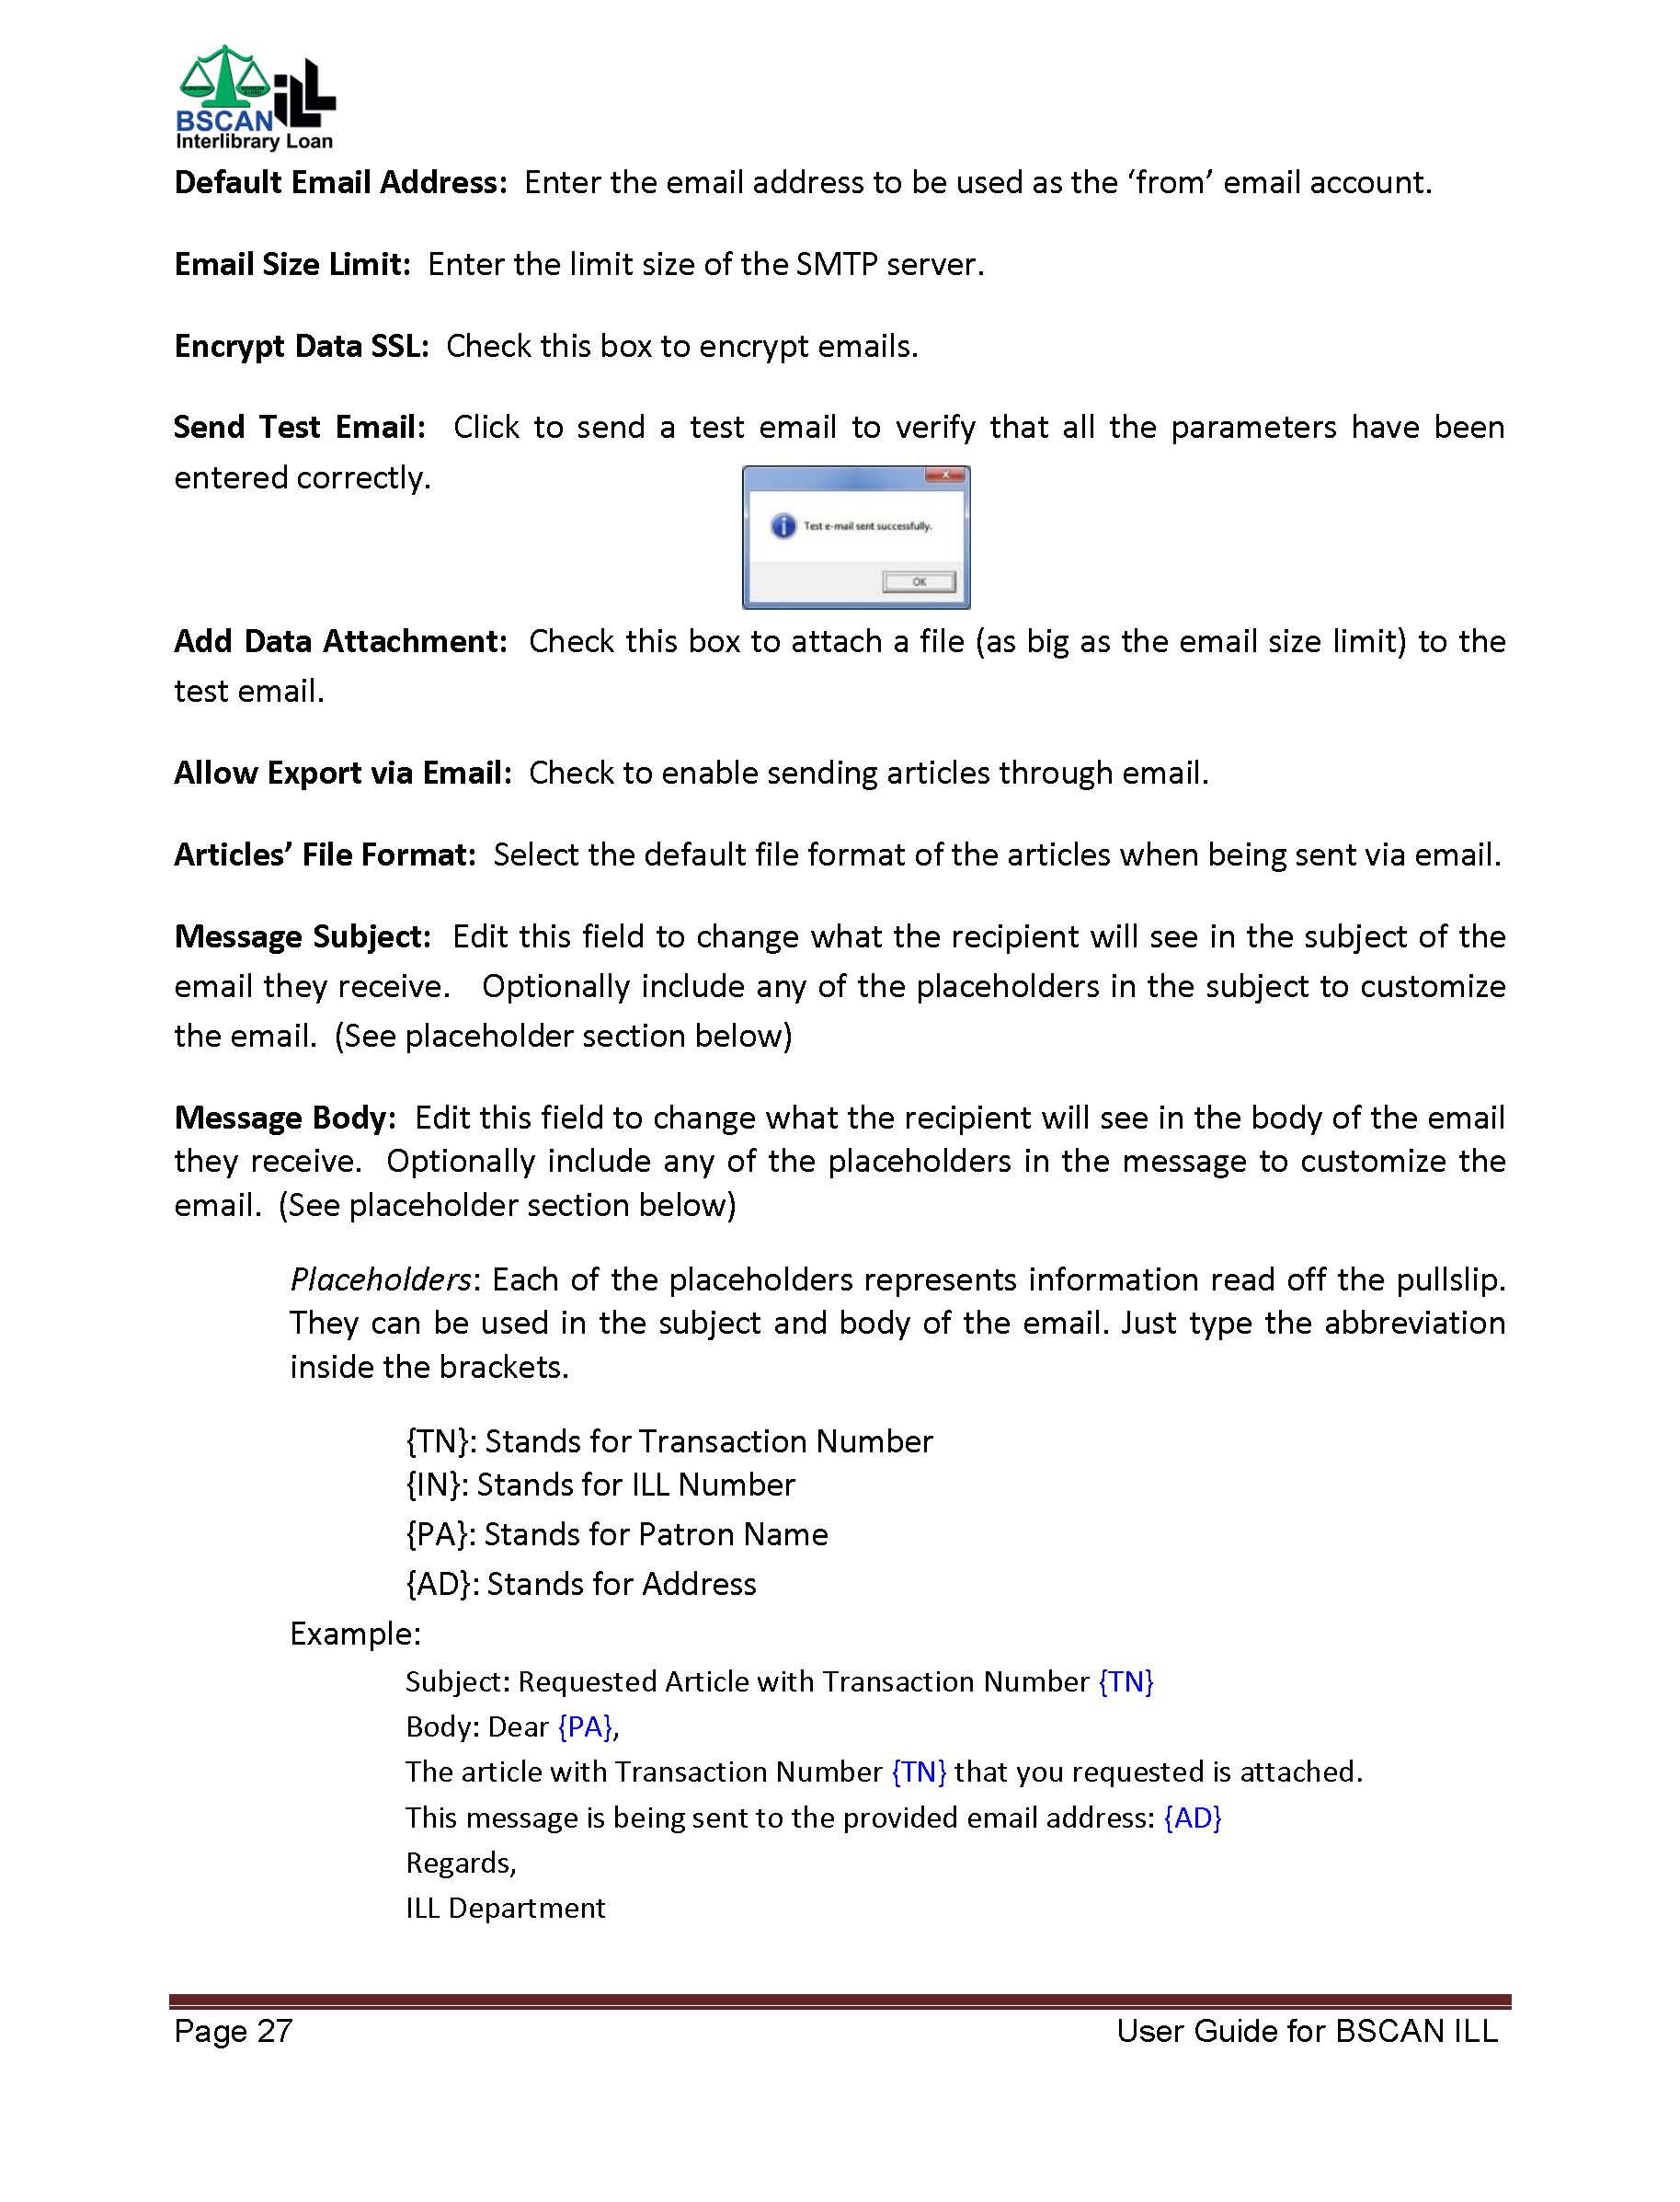 BSCAN ILL
Interlibrary Loan
Default Email Address: Enter the email address to be used as the ‘from’ email account.
Email Size Limit: Enter the limit size of the SMTP server.
Encrypt Data SSL: Check this box to encrypt emails.
Send Test Email: Click to send a test email to verify that all the parameters have been
entered correctly.
Test e-mail sent successfully.
OK
Add Data Attachment: Check this box to attach a file (as big as the email size limit) to the
test email.
Allow Export via Email: Check to enable sending articles through email.
Articles’ File Format: Select the default file format of the articles when being sent via email.
Message Subject: Edit this field to change what the recipient will see in the subject of the
email they receive. Optionally include any of the placeholders in the subject to customize
the email. (See placeholder section below)
Message Body: Edit this field to change what the recipient will see in the body of the email
they receive. Optionally include any of the placeholders in the message to customize the
email. (See placeholder section below)
Placeholders: Each of the placeholders represents information read off the pullslip.
They can be used in the subject and body of the email. Just type the abbreviation
inside the brackets.
{TN}: Stands for Transaction Number
{IN}: Stands for ILL Number
{PA}: Stands for Patron Name
{AD}: Stands for Address
Example:
Subject: Requested Article with Transaction Number {TN}
Body: Dear {PA},
The article with Transaction Number {TN} that you requested is attached.
This message is being sent to the provided email address: {AD}
Regards,
ILL Department
Page 27 User Guide for BSCAN ILL